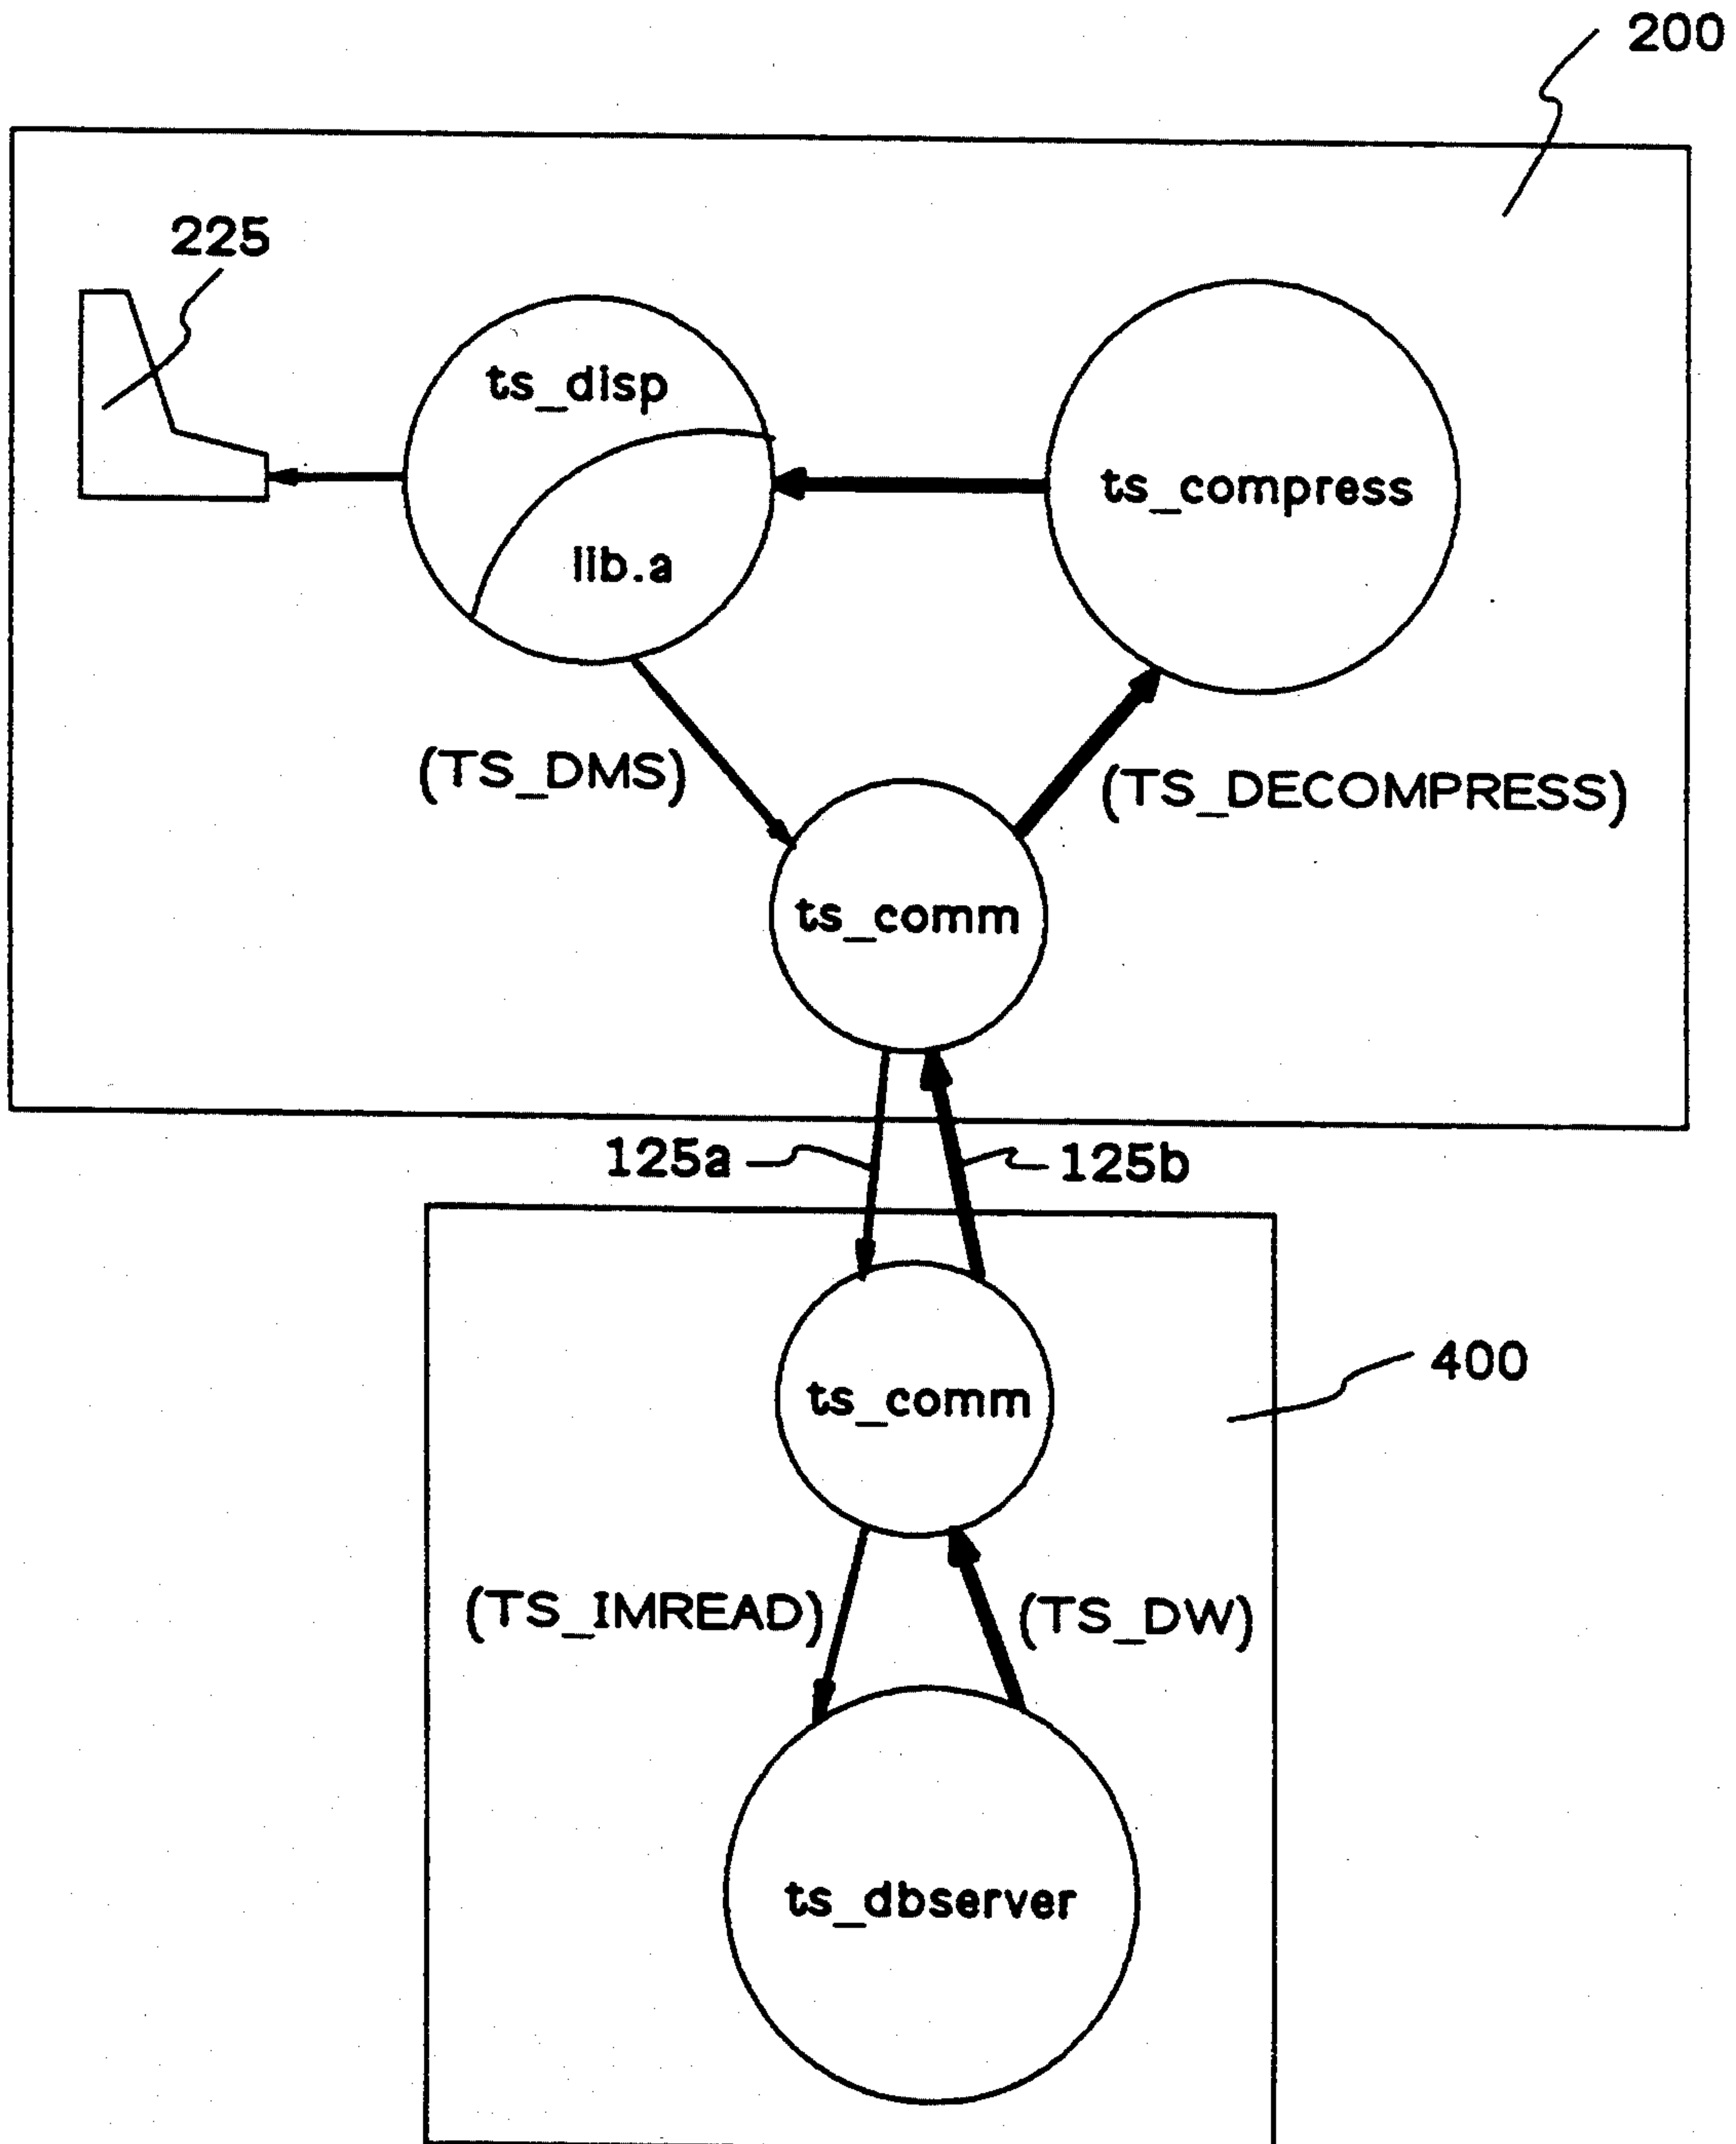 200
225
ts_disp
ts_compress
lib.a
(TS_DMS)
(TS_DECOMPRESS)
ts_comm
125a
125b
400
ts_comm
(TS_IMREAD)
(TS_DW)
ts_dbserver